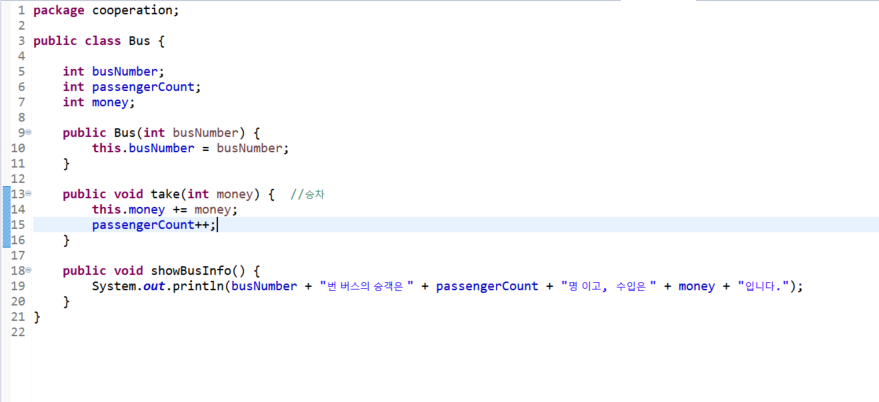 1 package cooperation;
2
3 public class Bus {
4
5     int busNumber;
6     int passengerCount;
7     int money;
8
9     public Bus(int busNumber) {
10         this.busNumber = busNumber;
11     }
12
13     public void take(int money) {  //승차
14         this.money += money;
15         passengerCount++;
16     }
17
18     public void showBusInfo() {
19         System.out.println(busNumber + "번 버스의 승객은 " + passengerCount + "명 이고, 수입은 " + money + "입니다.");
20     }
21 }
22